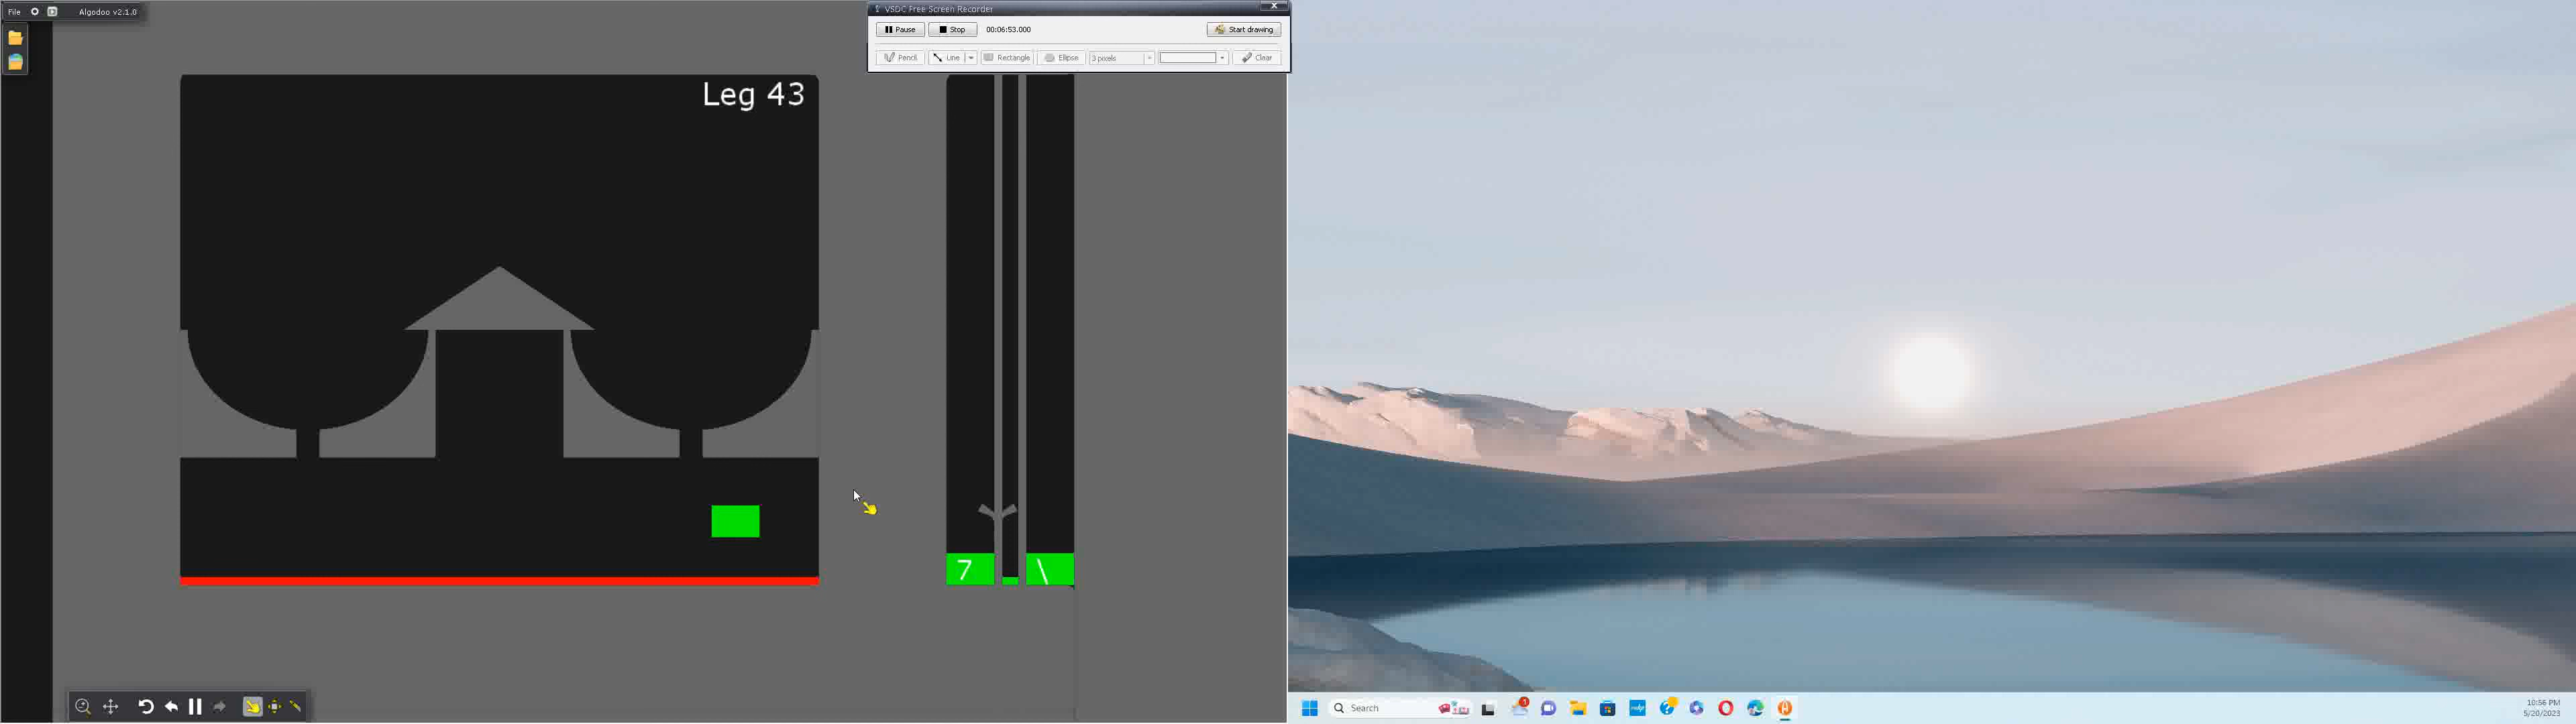 File Algodoo v2.1.0
VSDC Free Screen Recorder
Pause Stop 00:06:53.000 Start drawing
Pencil Line Rectangle Ellipse 3 pixels Clear
Leg 43
7 \
Search
10:56 PM
5/20/2023